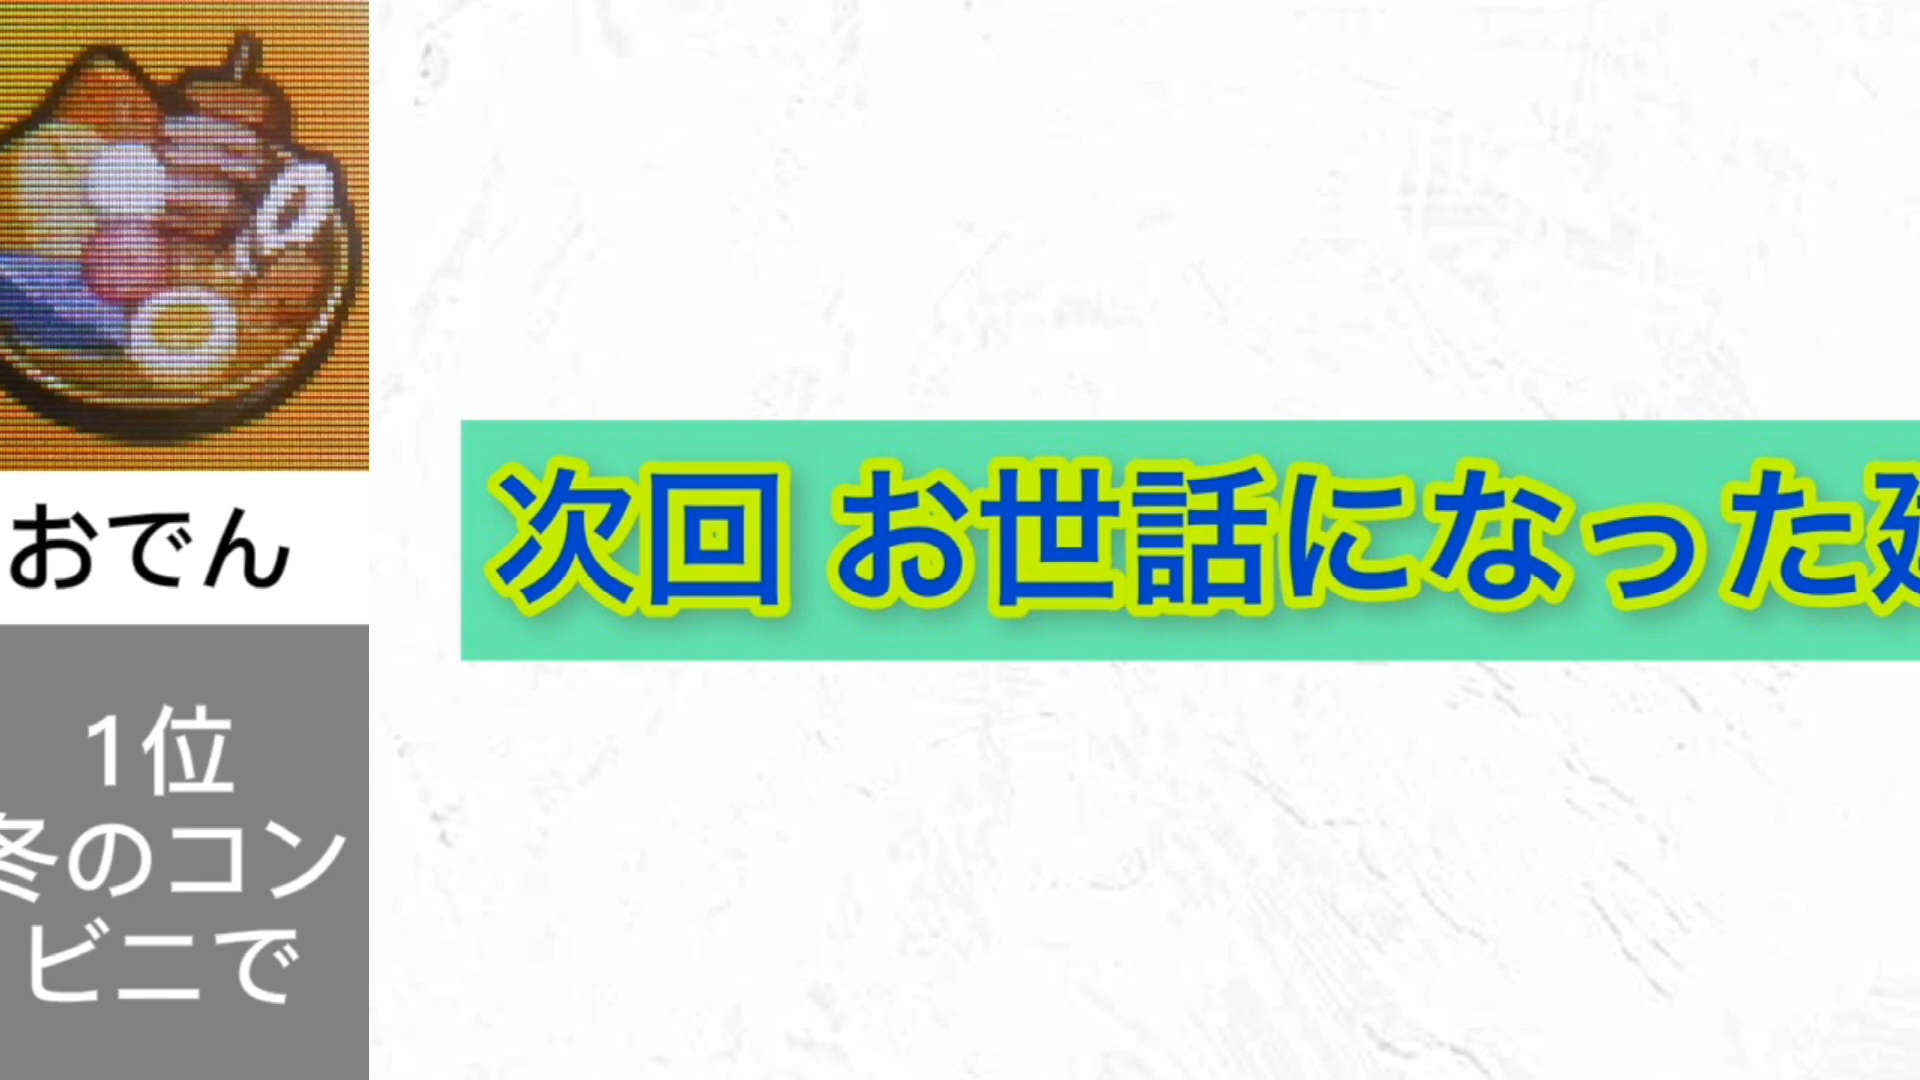 おでん
1位
冬のコン
ビニで
次回 お世話になった